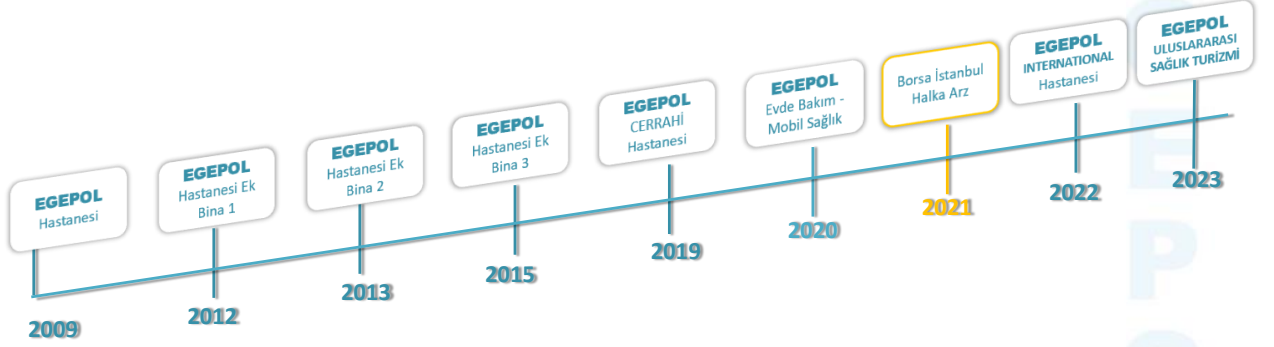 EGEPOL
Hastanesi
2009
EGEPOL
Hastanesi Ek
Bina 1
2012
EGEPOL
Hastanesi Ek
Bina 2
2013
EGEPOL
Hastanesi Ek
Bina 3
2015
EGEPOL
CERRAHİ
Hastanesi
2019
EGEPOL
Evde Bakım -
Mobil Sağlık
2020
Borsa İstanbul
Halka Arz
2021
EGEPOL
INTERNATIONAL
Hastanesi
2022
EGEPOL
ULUSLARARASI
SAĞLIK TURİZMİ
2023
E
P